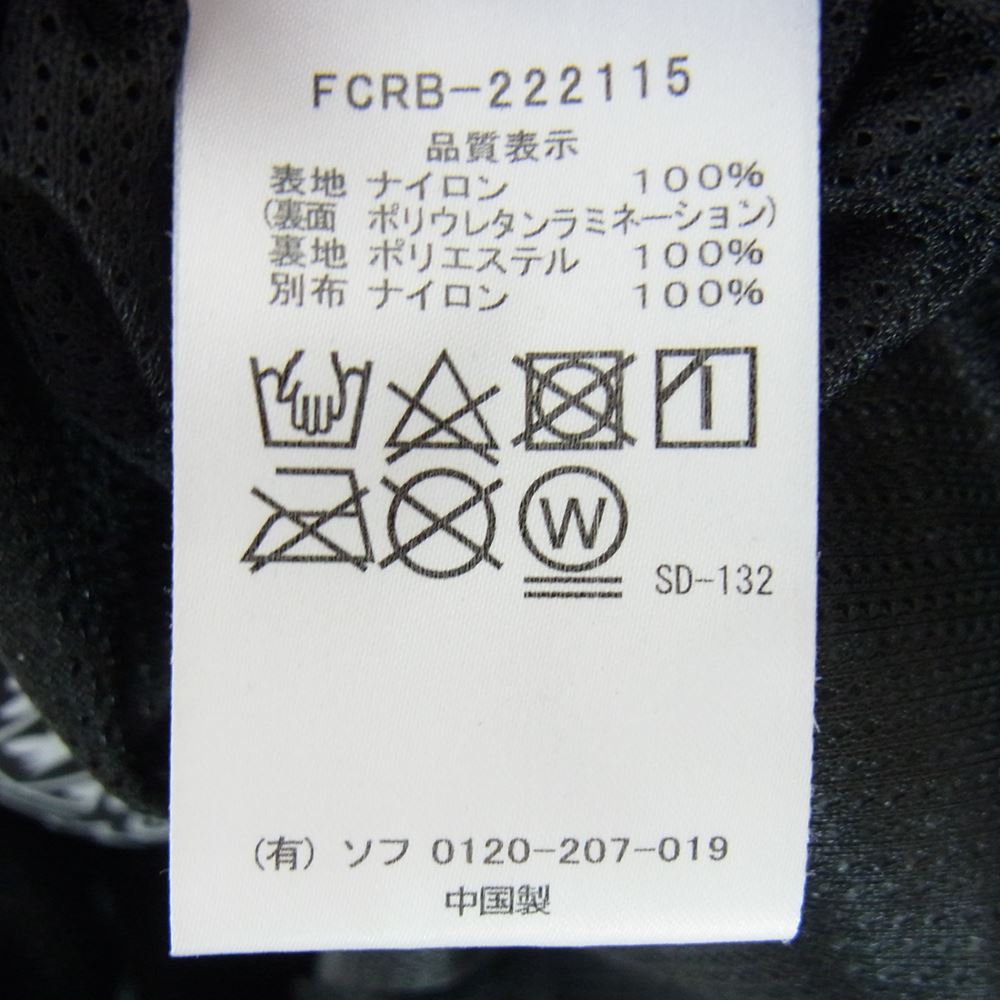 FCRB-222115
品質表示
表地 ナイロン 100%
(裏面 ポリウレタンラミネーション)
裏地 ポリエステル 100%
別布 ナイロン 100%
W
SD-132
(有) ソフ 0120-207-019
中国製